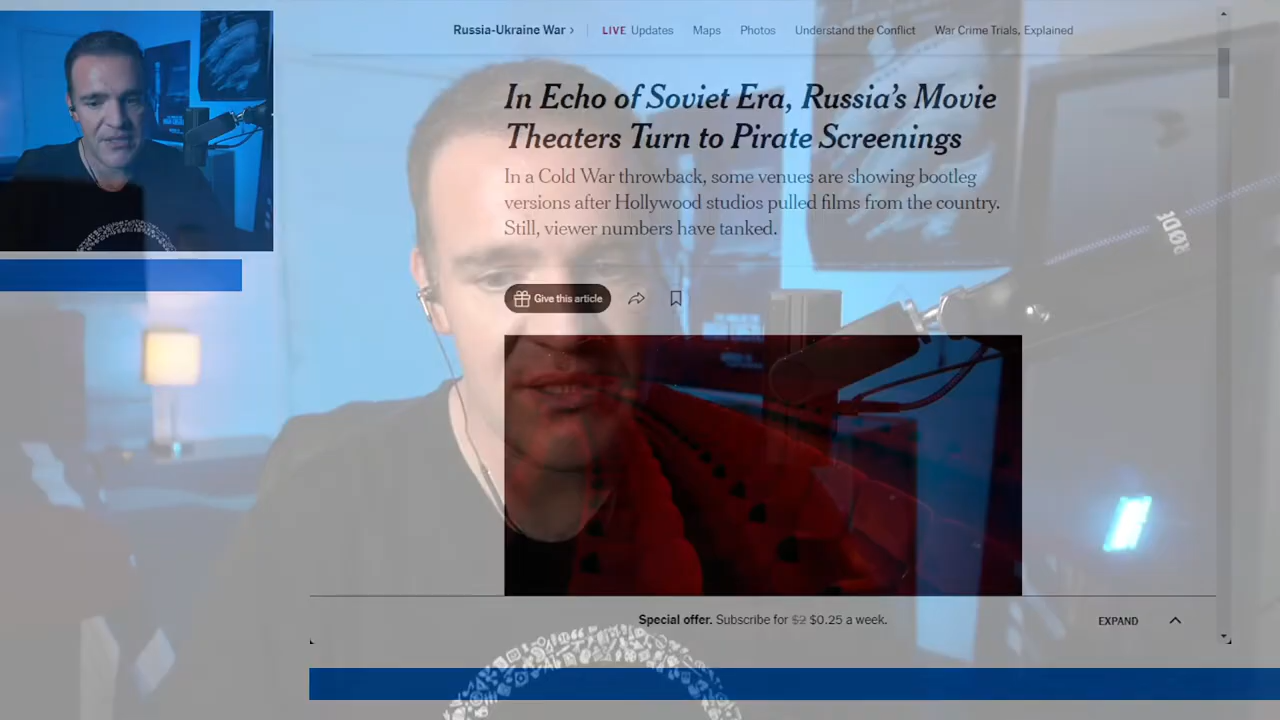 Russia-Ukraine War › LIVE Updates Maps Photos Understand the Conflict War Crime Trials, Explained
In Echo of Soviet Era, Russia's Movie
Theaters Turn to Pirate Screenings
In a Cold War throwback, some venues are showing bootleg
versions after Hollywood studios pulled films from the country.
Still, viewer numbers have tanked.
RØDE
Give this article
Special offer. Subscribe for $2 $0.25 a week.
EXPAND